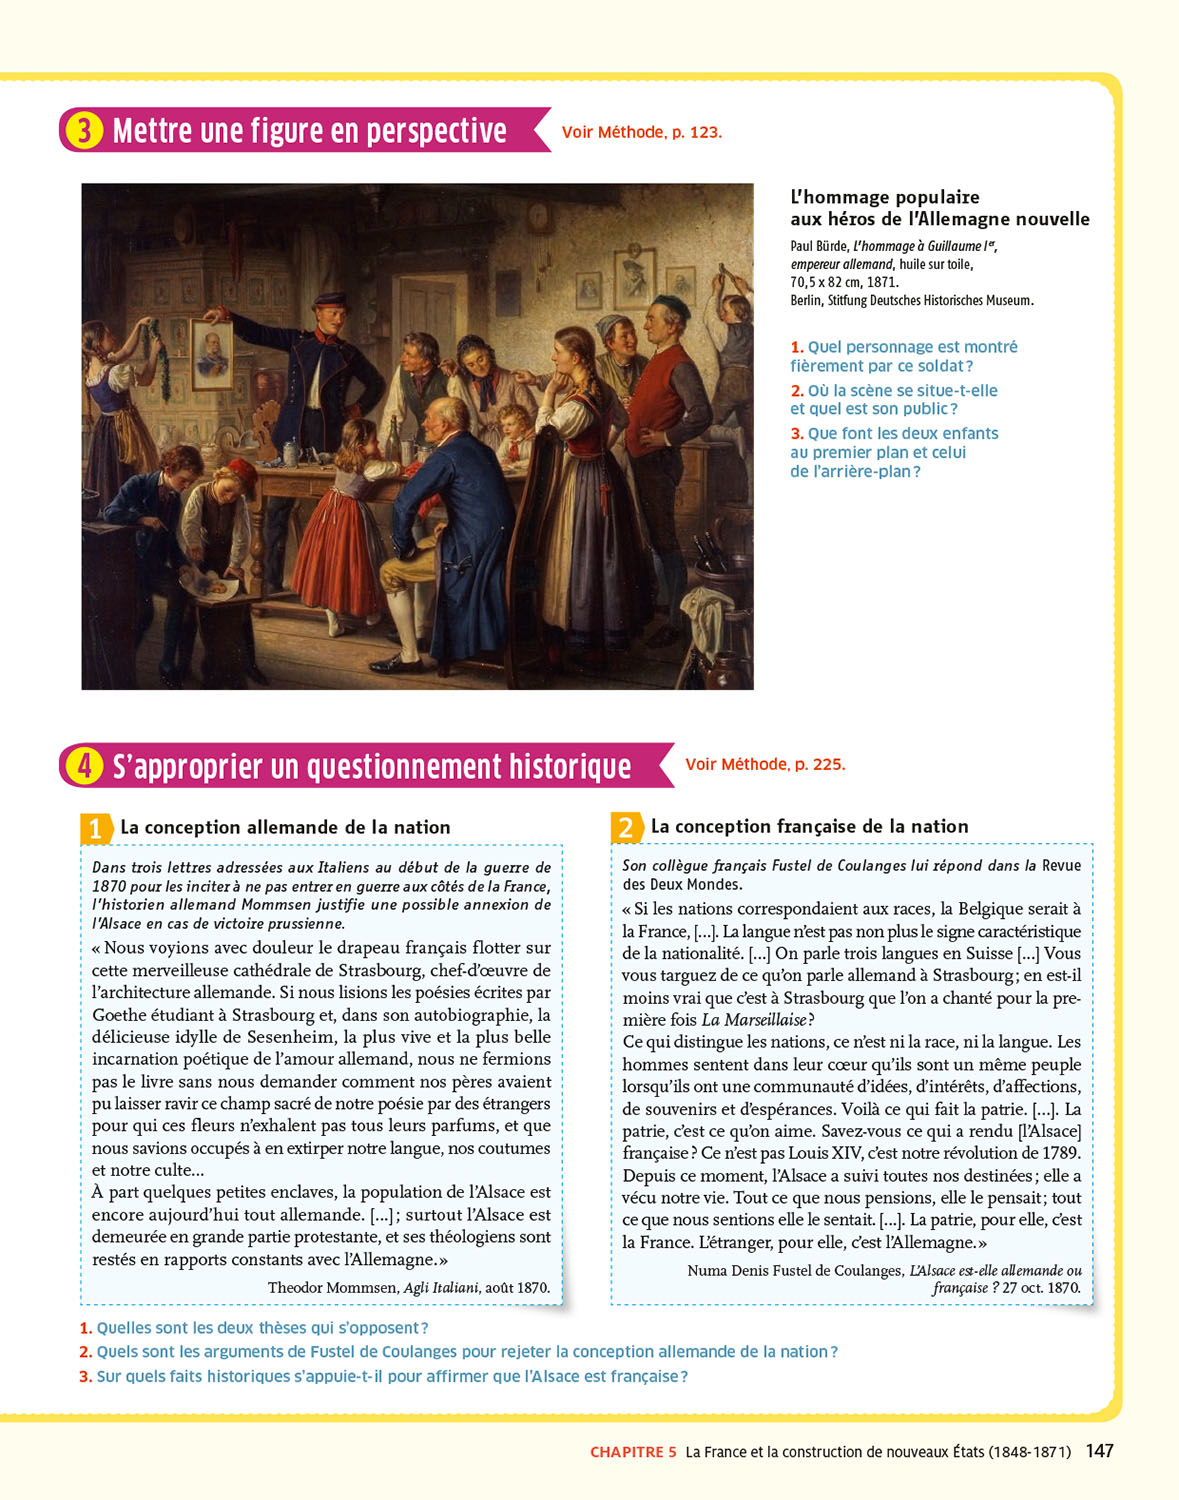 3 Mettre une figure en perspective
Voir Méthode, p. 123.
L'hommage populaire
aux héros de l'Allemagne nouvelle
Paul Bürde, L'hommage à Guillaume Ier,
empereur allemand, huile sur toile,
70,5 x 82 cm, 1871.
Berlin, Stitfung Deutsches Historisches Museum.
1. Quel personnage est montré
fièrement par ce soldat ?
2. Où la scène se situe-t-elle
et quel est son public ?
3. Que font les deux enfants
au premier plan et celui
de l'arrière-plan ?
4 S'approprier un questionnement historique
Voir Méthode, p. 225.
1 La conception allemande de la nation
Dans trois lettres adressées aux Italiens au début de la guerre de
1870 pour les inciter à ne pas entrer en guerre aux côtés de la France,
l'historien allemand Mommsen justifie une possible annexion de
l'Alsace en cas de victoire prussienne.
« Nous voyions avec douleur le drapeau français flotter sur
cette merveilleuse cathédrale de Strasbourg, chef-d'œuvre de
l'architecture allemande. Si nous lisions les poésies écrites par
Goethe étudiant à Strasbourg et, dans son autobiographie, la
délicieuse idylle de Sesenheim, la plus vive et la plus belle
incarnation poétique de l'amour allemand, nous ne fermions
pas le livre sans nous demander comment nos pères avaient
pu laisser ravir ce champ sacré de notre poésie par des étrangers
pour qui ces fleurs n'exhalent pas tous leurs parfums, et que
nous savions occupés à en extirper notre langue, nos coutumes
et notre culte...
À part quelques petites enclaves, la population de l'Alsace est
encore aujourd'hui tout allemande. [...] ; surtout l'Alsace est
demeurée en grande partie protestante, et ses théologiens sont
restés en rapports constants avec l'Allemagne. »
Theodor Mommsen, Agli Italiani, août 1870.
2 La conception française de la nation
Son collègue français Fustel de Coulanges lui répond dans la Revue
des Deux Mondes.
« Si les nations correspondaient aux races, la Belgique serait à
la France, [...]. La langue n'est pas non plus le signe caractéristique
de la nationalité. [...] On parle trois langues en Suisse [...] Vous
vous targuez de ce qu'on parle allemand à Strasbourg ; en est-il
moins vrai que c'est à Strasbourg que l'on a chanté pour la pre-
mière fois La Marseillaise ?
Ce qui distingue les nations, ce n'est ni la race, ni la langue. Les
hommes sentent dans leur cœur qu'ils sont un même peuple
lorsqu'ils ont une communauté d'idées, d'intérêts, d'affections,
de souvenirs et d'espérances. Voilà ce qui fait la patrie. [...]. La
patrie, c'est ce qu'on aime. Savez-vous ce qui a rendu [l'Alsace]
française ? Ce n'est pas Louis XIV, c'est notre révolution de 1789.
Depuis ce moment, l'Alsace a suivi toutes nos destinées ; elle a
vécu notre vie. Tout ce que nous pensions, elle le pensait ; tout
ce que nous sentions elle le sentait. [...]. La patrie, pour elle, c'est
la France. L'étranger, pour elle, c'est l'Allemagne. »
Numa Denis Fustel de Coulanges, L'Alsace est-elle allemande ou
française ? 27 oct. 1870.
1. Quelles sont les deux thèses qui s'opposent ?
2. Quels sont les arguments de Fustel de Coulanges pour rejeter la conception allemande de la nation ?
3. Sur quels faits historiques s'appuie-t-il pour affirmer que l'Alsace est française ?
CHAPITRE 5 La France et la construction de nouveaux États (1848-1871) 147